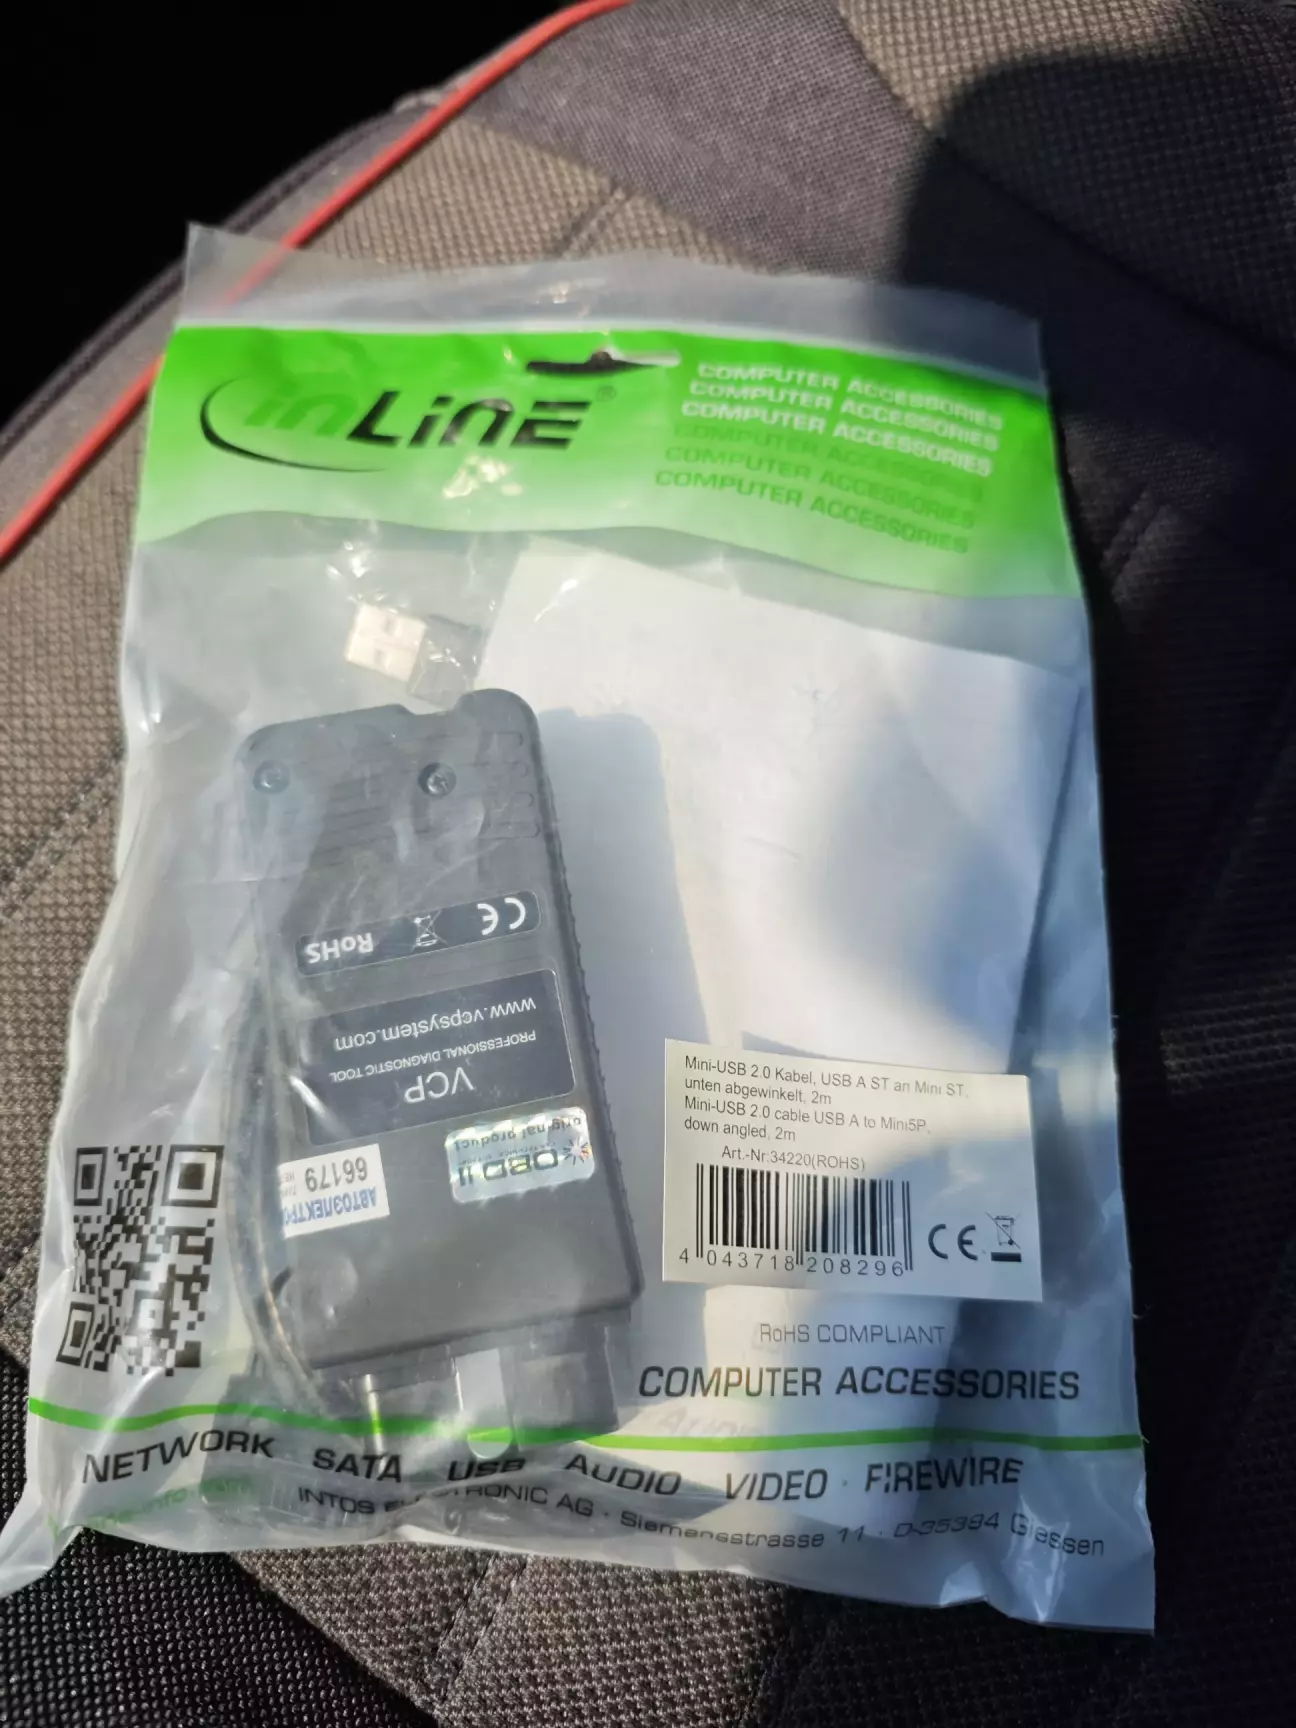 inLine®
COMPUTER ACCESSORIES
COMPUTER ACCESSORIES
COMPUTER ACCESSORIES
COMPUTER ACCESSORIES
COMPUTER ACCESSORIES
COMPUTER ACCESSORIES
CE
RoHS
VCP
PROFESSIONAL DIAGNOSTIC TOOL
www.vcpsystem.com
OBD II
original product
АВТОЭЛЕКТРО
66179
Mini-USB 2.0 Kabel, USB A ST an Mini ST,
unten abgewinkelt, 2m
Mini-USB 2.0 cable USB A to Mini5P,
down angled, 2m
Art.-Nr:34220(ROHS)
4 043718 208296
CE
RoHS COMPLIANT
COMPUTER ACCESSORIES
NETWORK SATA USB AUDIO VIDEO · FIREWIRE
INTOS ELECTRONIC AG · Siemensstrasse 11 · D-35394 Giessen